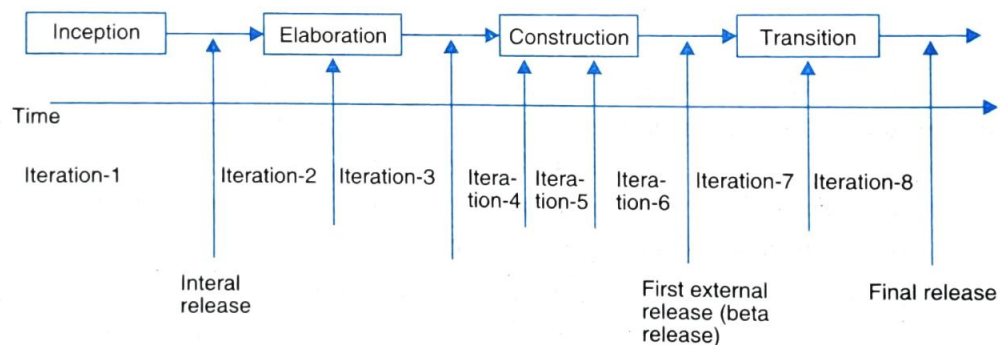 Inception
Elaboration
Construction
Transition
Time
Iteration-1
Iteration-2
Iteration-3
Itera-
tion-4
Itera-
tion-5
Itera-
tion-6
Iteration-7
Iteration-8
Interal
release
First external
release (beta
release)
Final release